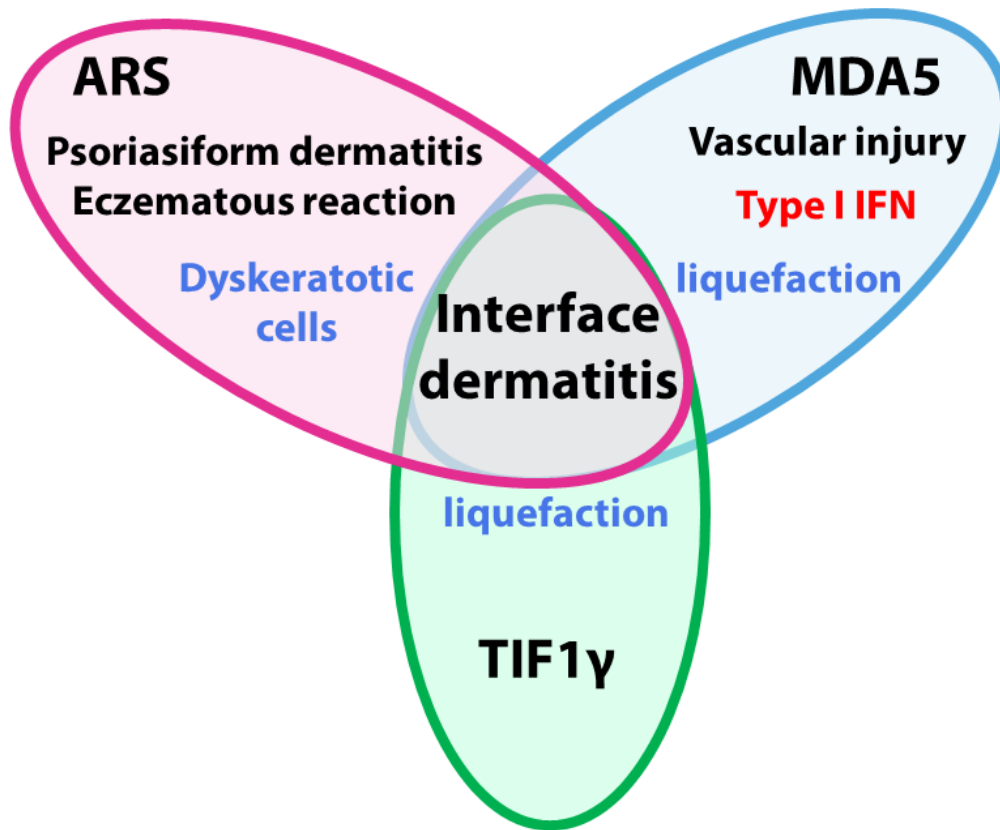 ARS
Psoriasiform dermatitis
Eczematous reaction
Dyskeratotic
cells
MDA5
Vascular injury
Type I IFN
liquefaction
Interface
dermatitis
liquefaction
TIF1γ